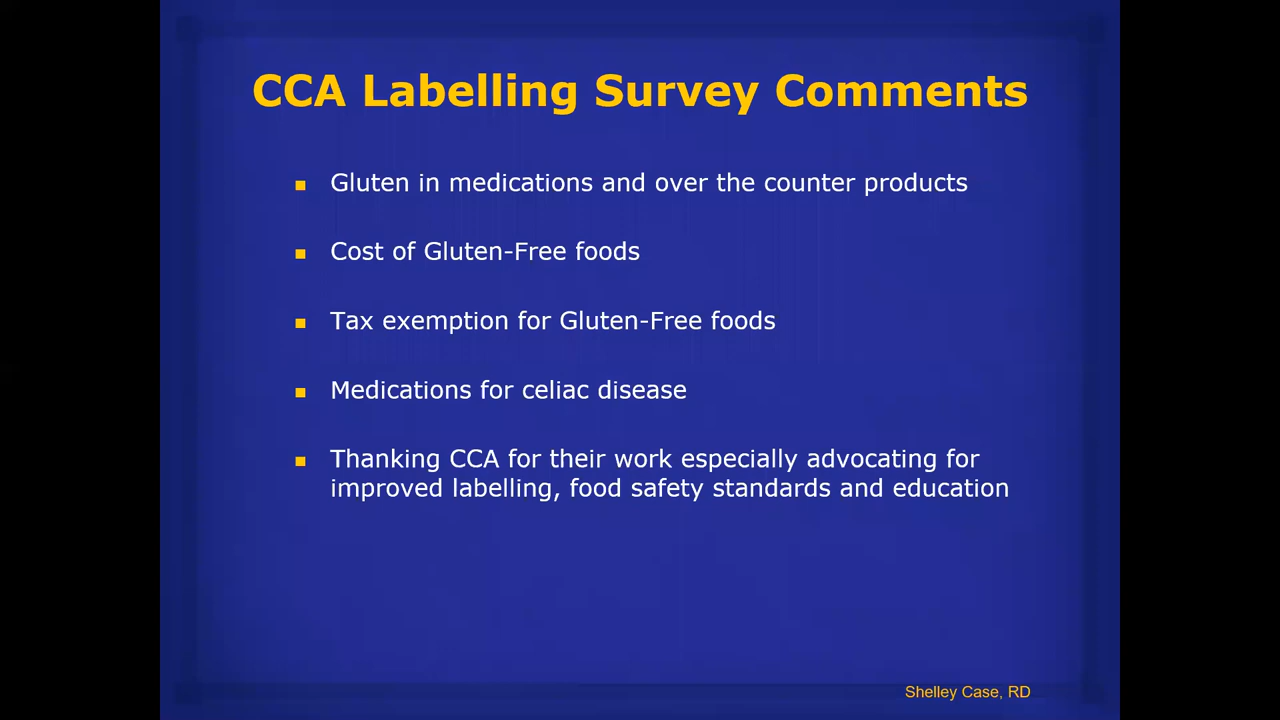 CCA Labelling Survey Comments
Gluten in medications and over the counter products
Cost of Gluten-Free foods
Tax exemption for Gluten-Free foods
Medications for celiac disease
Thanking CCA for their work especially advocating for
improved labelling, food safety standards and education
Shelley Case, RD